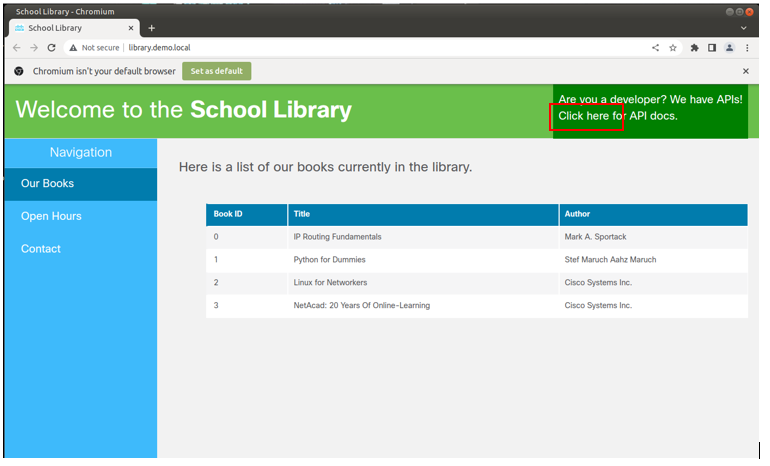 School Library - Chromium
School Library
Not secure | library.demo.local
Chromium isn't your default browser Set as default
Welcome to the School Library
Are you a developer? We have APIs!
Click here for API docs.
Navigation
Our Books
Open Hours
Contact
Here is a list of our books currently in the library.
Book ID Title Author
0 IP Routing Fundamentals Mark A. Sportack
1 Python for Dummies Stef Maruch Aahz Maruch
2 Linux for Networkers Cisco Systems Inc.
3 NetAcad: 20 Years Of Online-Learning Cisco Systems Inc.